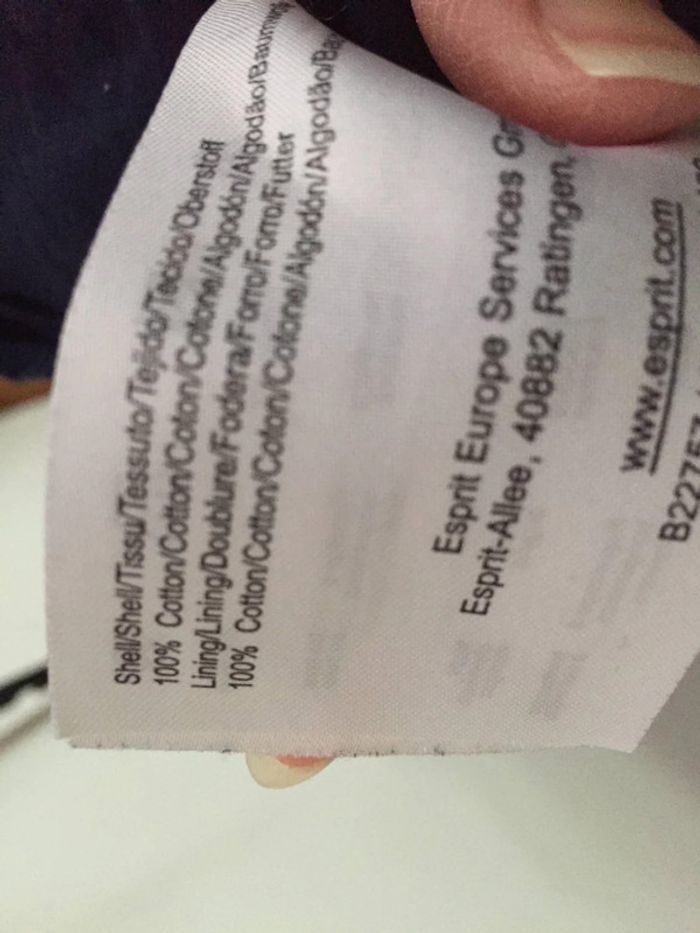 Shell/Shell/Tissu/Tessuto/Tejido/Tecido/Oberstoff
100% Cotton/Cotton/Coton/Cotone/Algodón/Algodão/Baumwolle
Lining/Lining/Doublure/Fodera/Forro/Forro/Futter
100% Cotton/Cotton/Coton/Cotone/Algodón/Algodão/Ba
Esprit Europe Services G
Esprit-Allee, 40882 Ratingen,
www.esprit.com
B22757